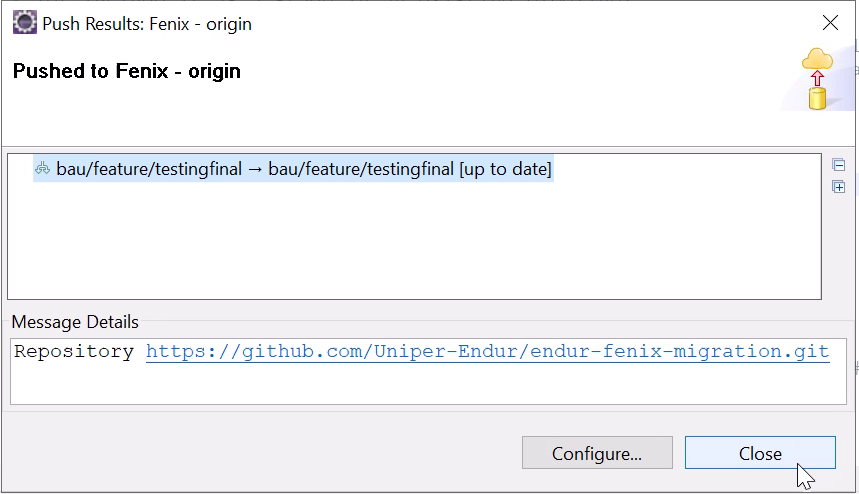 Push Results: Fenix - origin
Pushed to Fenix - origin
bau/feature/testingfinal → bau/feature/testingfinal [up to date]
Message Details
Repository https://github.com/Uniper-Endur/endur-fenix-migration.git
Configure...
Close